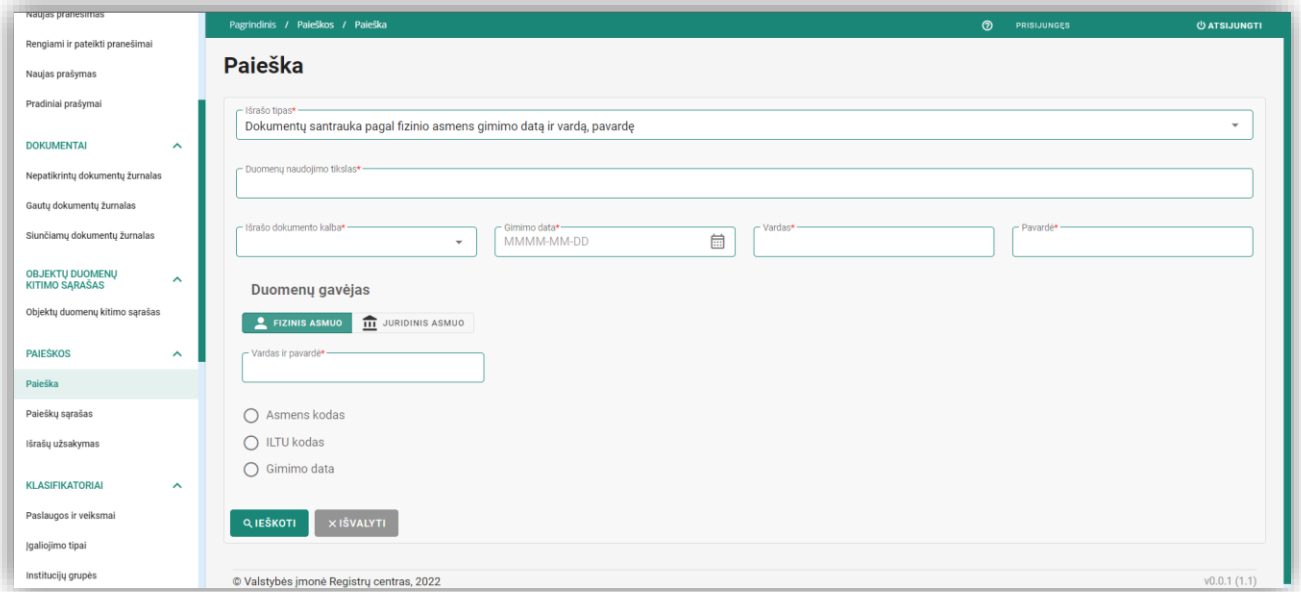 Naujas pranešimas
Rengiami ir pateikti pranešimai
Naujas prašymas
Pradiniai prašymai
DOKUMENTAI
Nepatikrintų dokumentų žurnalas
Gautų dokumentų žurnalas
Siunčiamų dokumentų žurnalas
OBJEKTŲ DUOMENŲ
KITIMO SĄRAŠAS
Objektų duomenų kitimo sąrašas
PAIEŠKOS
Paieška
Paieškų sąrašas
Išrašų užsakymas
KLASIFIKATORIAI
Paslaugos ir veiksmai
Įgaliojimo tipai
Institucijų grupės
Pagrindinis / Paieškos / Paieška
PRISIJUNGĘS
ATSIJUNGTI
Paieška
Išrašo tipas*
Dokumentų santrauka pagal fizinio asmens gimimo datą ir vardą, pavardę
Duomenų naudojimo tikslas*
Išrašo dokumento kalba*
Gimimo data*
MMMM-MM-DD
Vardas*
Pavardė*
Duomenų gavėjas
FIZINIS ASMUO
JURIDINIS ASMUO
Vardas ir pavardė*
Asmens kodas
ILTU kodas
Gimimo data
IEŠKOTI
IŠVALYTI
© Valstybės įmonė Registrų centras, 2022
v0.0.1 (1.1)